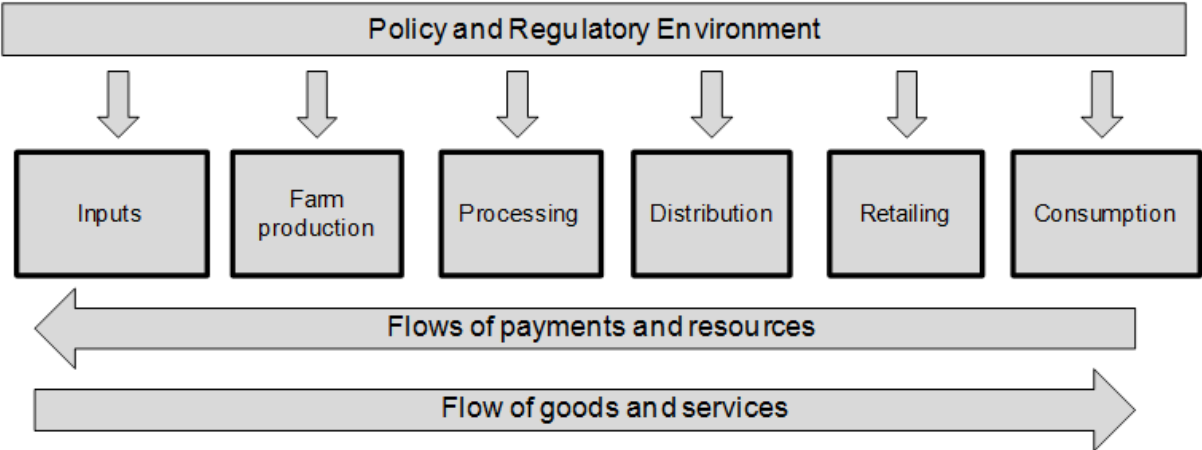 Policy and Regulatory Environment
Inputs
Farm
production
Processing
Distribution
Retailing
Consumption
Flows of payments and resources
Flow of goods and services